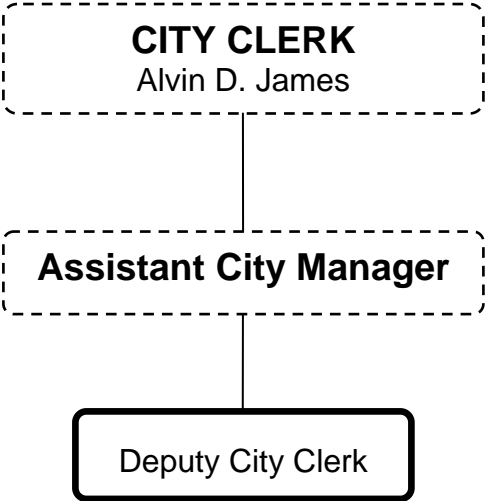 CITY CLERK
Alvin D. James
Assistant City Manager
Deputy City Clerk